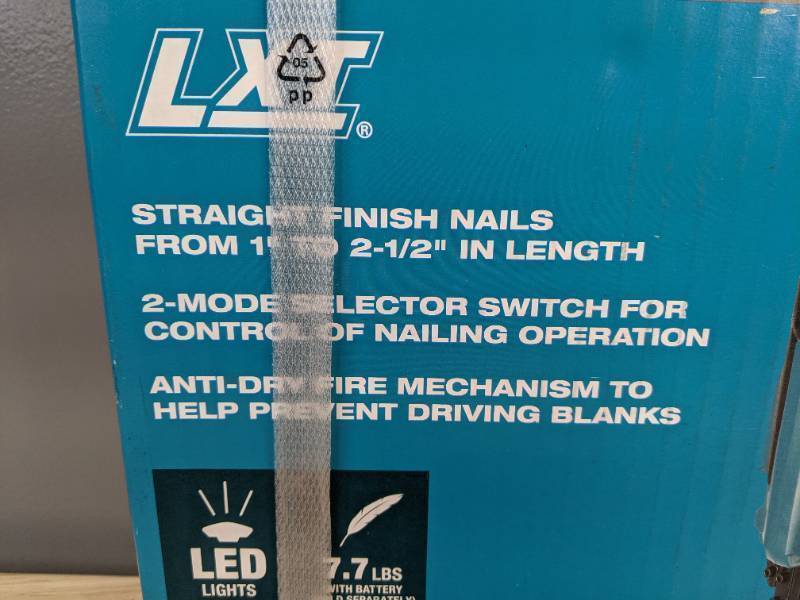 LXT®
05
pp
STRAIGHT FINISH NAILS
FROM 1" TO 2-1/2" IN LENGTH
2-MODE SELECTOR SWITCH FOR
CONTROL OF NAILING OPERATION
ANTI-DRY FIRE MECHANISM TO
HELP PREVENT DRIVING BLANKS
LED
LIGHTS
7.7 LBS
WITH BATTERY
D SEPARATELY)